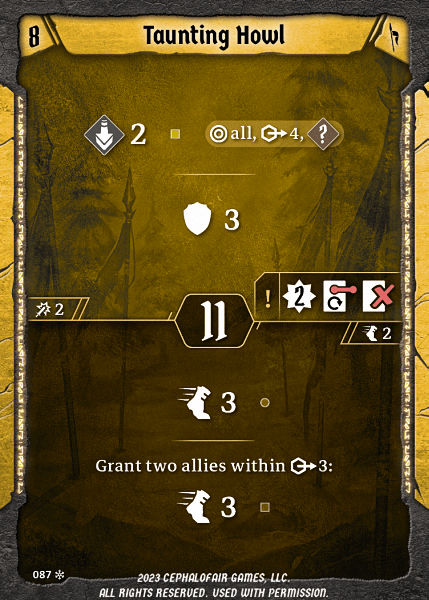 8 Taunting Howl
2 all, 4, ?
3
! 2
2 11 2
3
Grant two allies within 3:
3
087
2023 CEPHALOFAIR GAMES, LLC.
ALL RIGHTS RESERVED. USED WITH PERMISSION.